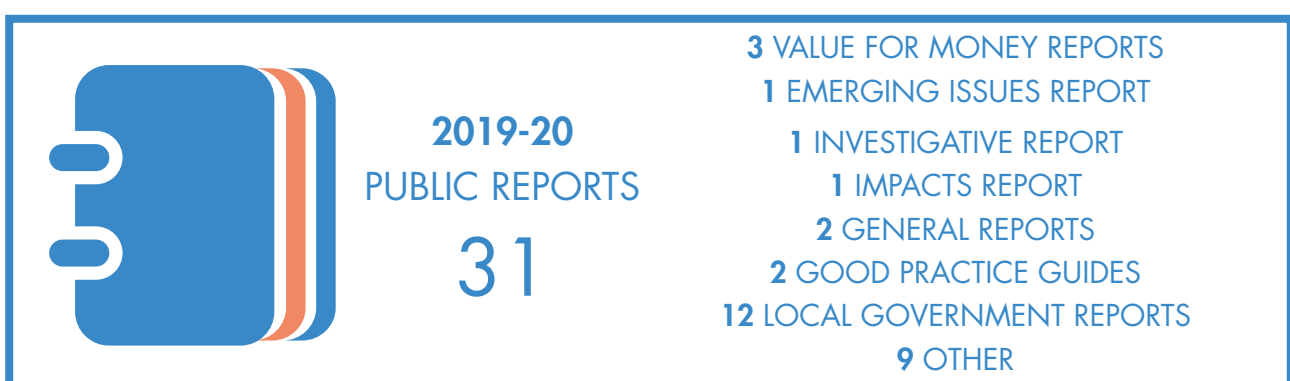 2019-20
PUBLIC REPORTS
31
3 VALUE FOR MONEY REPORTS
1 EMERGING ISSUES REPORT
1 INVESTIGATIVE REPORT
1 IMPACTS REPORT
2 GENERAL REPORTS
2 GOOD PRACTICE GUIDES
12 LOCAL GOVERNMENT REPORTS
9 OTHER